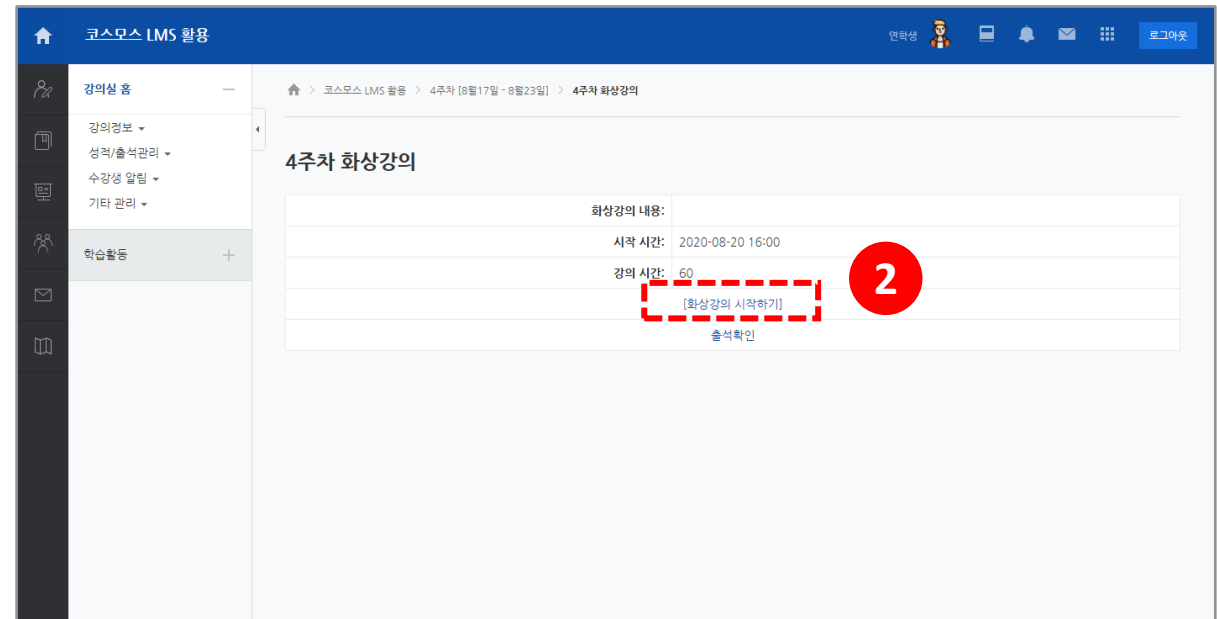 코스모스 LMS 활용
연학생
로그아웃
강의실 홈
강의정보
성적/출석관리
수강생 알림
기타 관리
학습활동
코스모스 LMS 활용 > 4주차 [8월17일 - 8월23일] > 4주차 화상강의
4주차 화상강의
화상강의 내용:
시작 시간: 2020-08-20 16:00
강의 시간: 60
[화상강의 시작하기]
2
출석확인